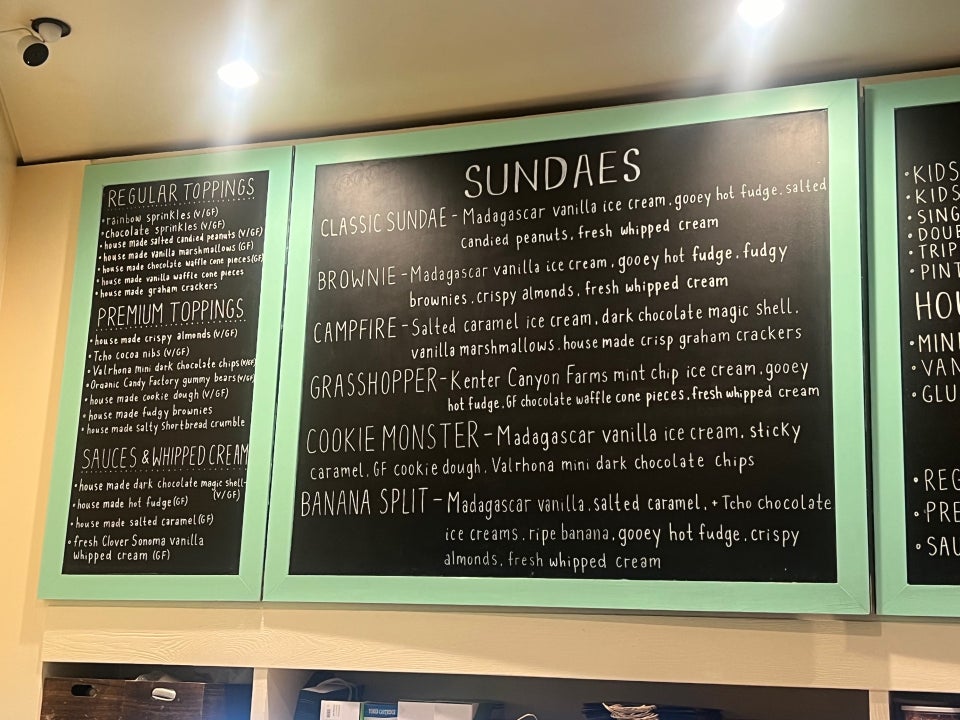 REGULAR TOPPINGS
• rainbow sprinkles (V/GF)
• Chocolate sprinkles (V/GF)
• house made salted candied peanuts (V/GF)
• house made vanilla marshmallows (GF)
• house made chocolate waffle cone pieces (GF)
• house made vanilla waffle cone pieces
• house made graham crackers
PREMIUM TOPPINGS
• house made crispy almonds (V/GF)
• Tcho cocoa nibs (V/GF)
• Valrhona mini dark chocolate chips (V/GF)
• Organic Candy Factory gummy bears (V/GF)
• house made cookie dough (V/GF)
• house made fudgy brownies
• house made salty Shortbread crumble
SAUCES & WHIPPED CREAM
• house made dark chocolate magic shell-
(V/GF)
• house made hot fudge (GF)
• house made salted caramel (GF)
• fresh Clover Sonoma vanilla
whipped cream (GF)
SUNDAES
CLASSIC SUNDAE - Madagascar vanilla ice cream, gooey hot fudge, salted
candied peanuts, fresh whipped cream
BROWNIE - Madagascar vanilla ice cream, gooey hot fudge, fudgy
brownies, crispy almonds, fresh whipped cream
CAMPFIRE - Salted caramel ice cream, dark chocolate magic shell,
vanilla marshmallows, house made crisp graham crackers
GRASSHOPPER - Kenter Canyon Farms mint chip ice cream, gooey
hot fudge, GF chocolate waffle cone pieces, fresh whipped cream
COOKIE MONSTER - Madagascar vanilla ice cream, sticky
caramel, GF cookie dough, Valrhona mini dark chocolate chips
BANANA SPLIT - Madagascar vanilla, salted caramel, + Tcho chocolate
ice creams, ripe banana, gooey hot fudge, crispy
almonds, fresh whipped cream
• KIDS
• KIDS
• SING
• DOUB
• TRIP
• PINT
HOU
• MINI
• VAN
• GLU
• REG
• PRE
• SAU